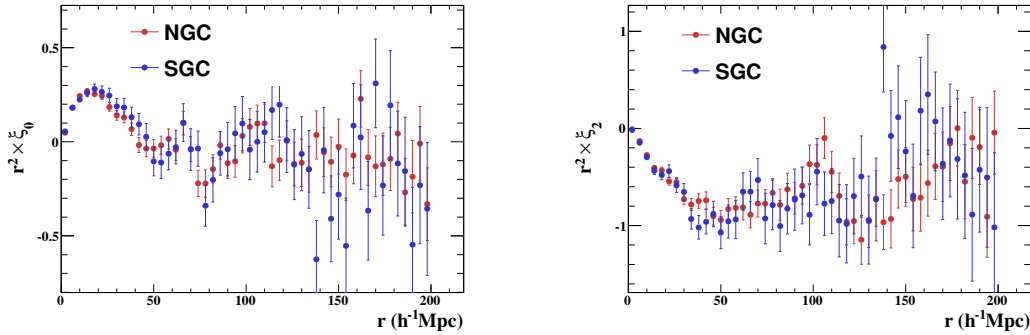 r² × ξ₀
0.5
0
-0.5
NGC
SGC
0 50 100 150 200
r (h⁻¹Mpc)
r² × ξ₂
1
0
-1
NGC
SGC
0 50 100 150 200
r (h⁻¹Mpc)